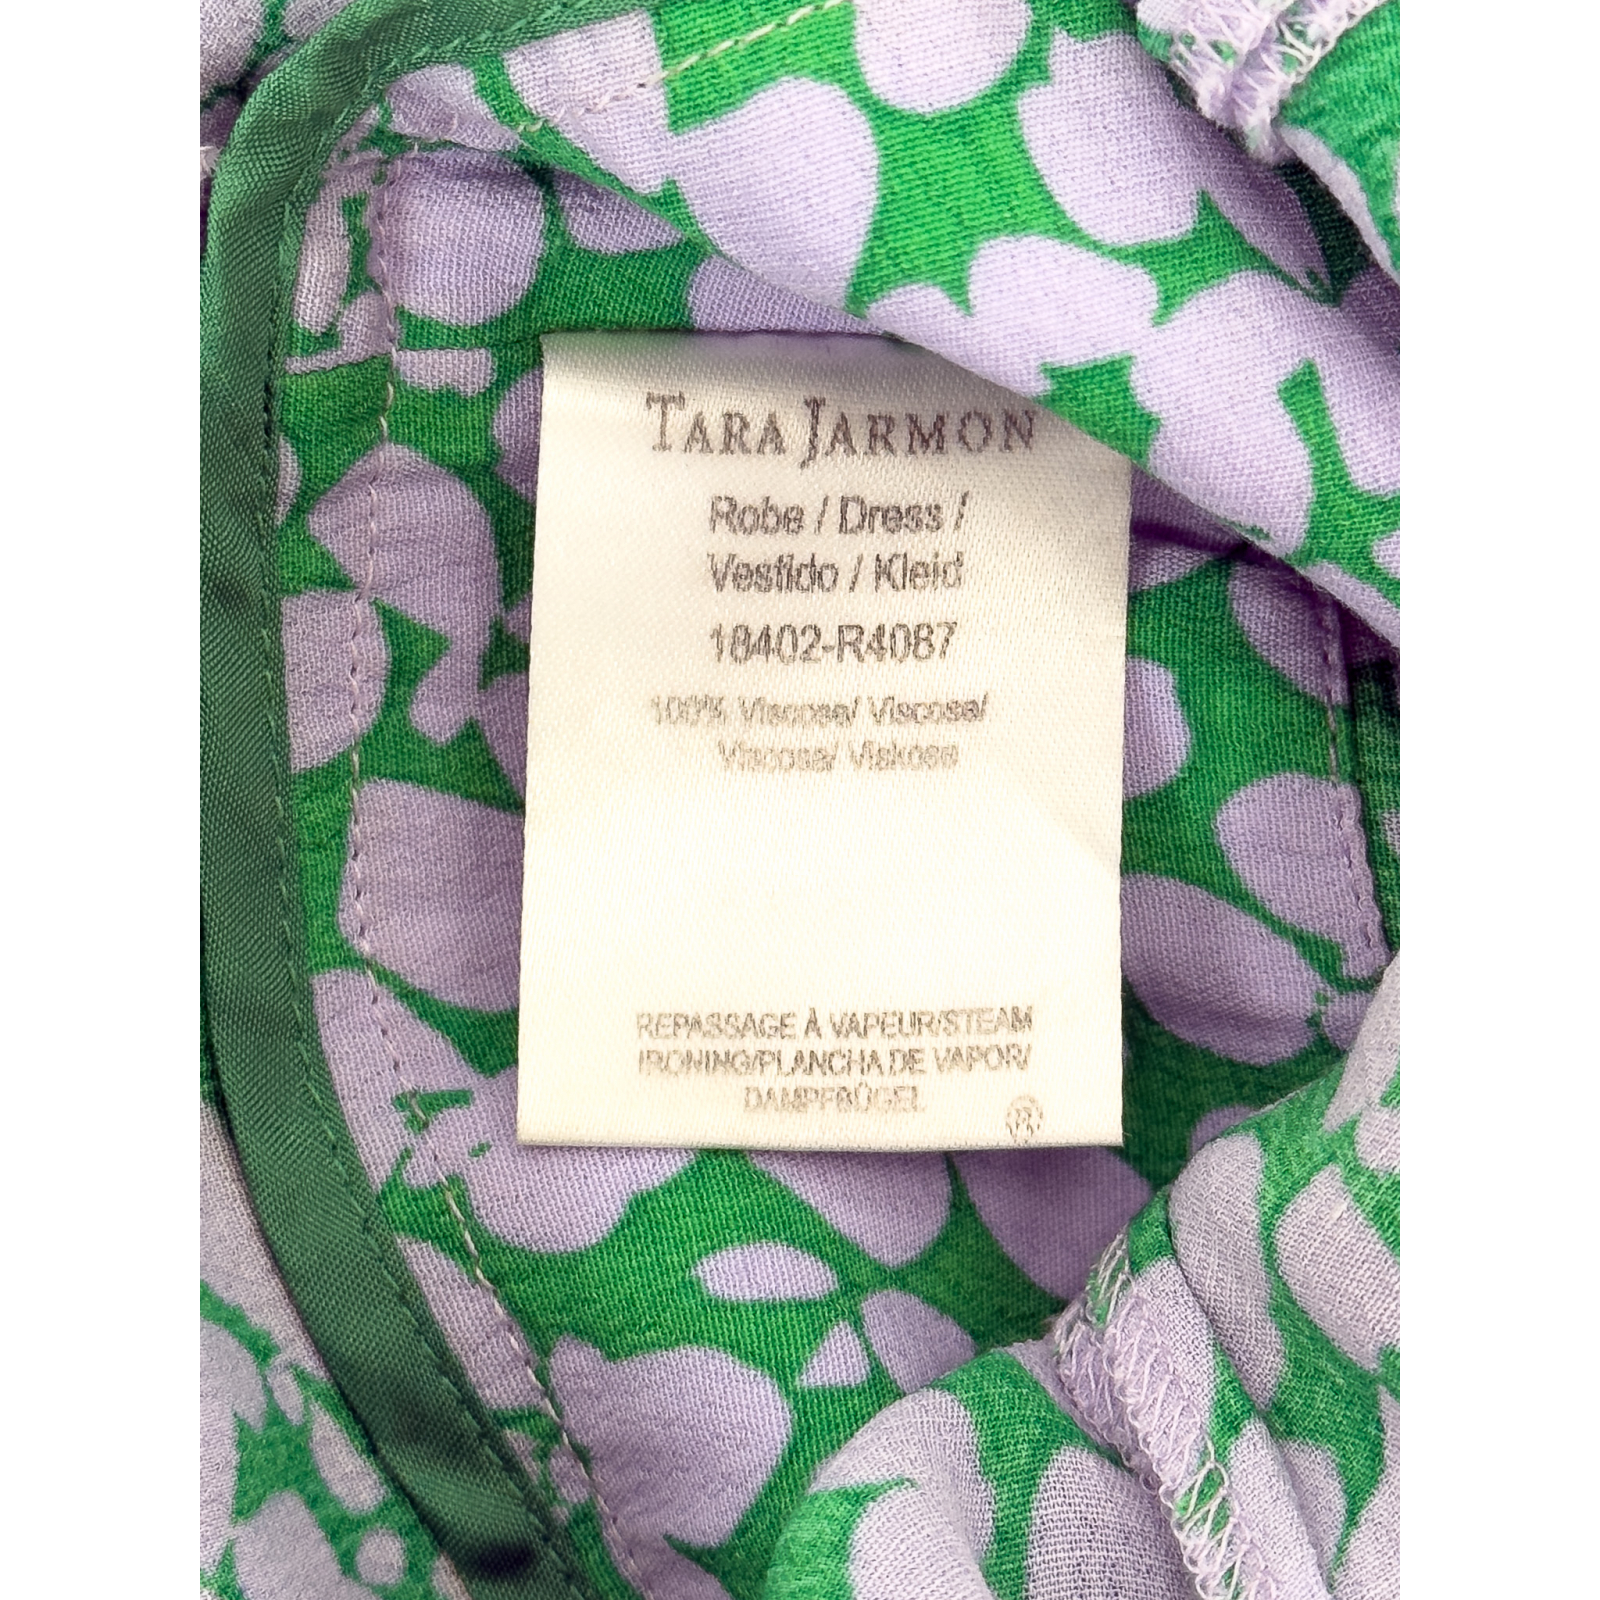 TARA JARMON
Robe / Dress /
Vestido / Kleid
18402-R4087
100% Viscose/ Viscosa/
Viscosa/ Viskose
REPASSAGE À VAPEUR/STEAM
IRONING/PLANCHA DE VAPOR/
DAMPFBÜGEL